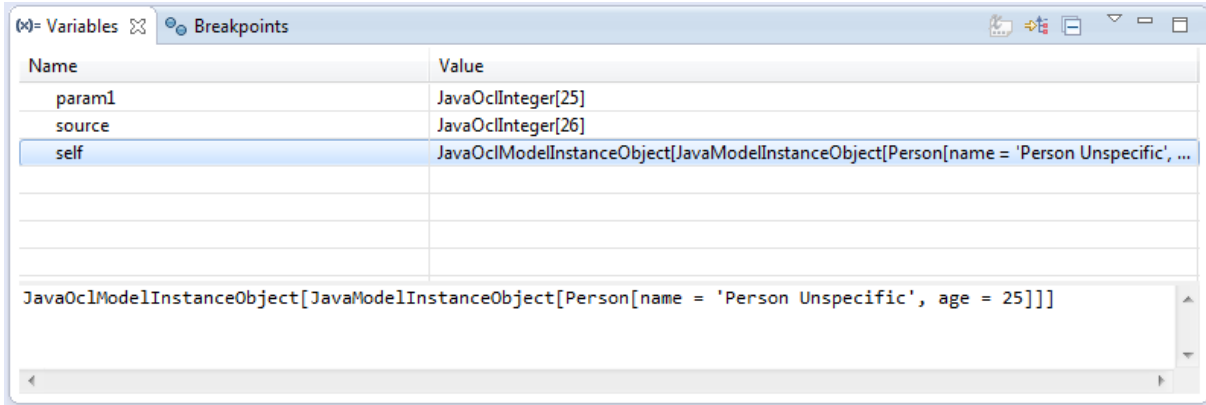 (x)= Variables Breakpoints
Name Value
param1 JavaOclInteger[25]
source JavaOclInteger[26]
self JavaOclModelInstanceObject[JavaModelInstanceObject[Person[name = 'Person Unspecific', ...
JavaOclModelInstanceObject[JavaModelInstanceObject[Person[name = 'Person Unspecific', age = 25]]]